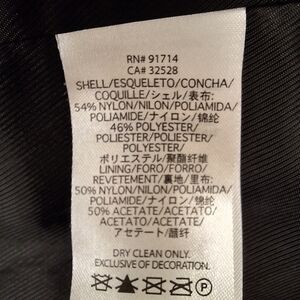 RN# 91714
CA# 32528
SHELL/ESQUELETO/CONCHA/
COQUILLE/シェル/表布:
54% NYLON/NILON/POLIAMIDA/
POLIAMIDE/ナイロン/锦纶
46% POLYESTER/
POLIESTER/POLIESTER/
POLYESTER/
ポリエステル/聚酯纤维
LINING/FORO/FORRO/
REVETEMENT/裏地/里布:
50% NYLON/NILON/POLIAMIDA/
POLYAMIDE/ナイロン/锦纶
50% ACETATE/ACETATO/
ACETATO/ACETATE/
アセテート/醋纤
DRY CLEAN ONLY.
EXCLUSIVE OF DECORATION.